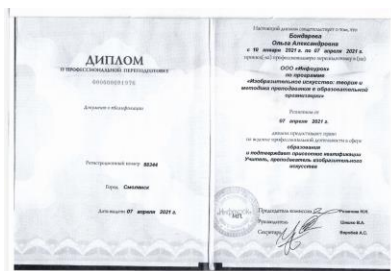 ДИПЛОМ
О ПРОФЕССИОНАЛЬНОЙ ПЕРЕПОДГОТОВКЕ
Документ о квалификации
Регистрационный номер
Город Смоленск
Дата выдачи 07 апреля 2021 г.
Настоящий диплом свидетельствует о том, что
Бондарева
Ольга Александровна
с 16 января 2021 г. по 07 апреля 2021 г.
ООО «Инфоурок»
по программе
«Изобразительное искусство: теория и
методика преподавания в образовательной
организации»
Решением от
07 апреля 2021 г.
диплом предоставляет право
на ведение профессиональной деятельности в сфере
образования
и подтверждает присвоение квалификации
Учитель, преподаватель изобразительного
искусства
Председатель комиссии
Руководитель
Секретарь
М.П.